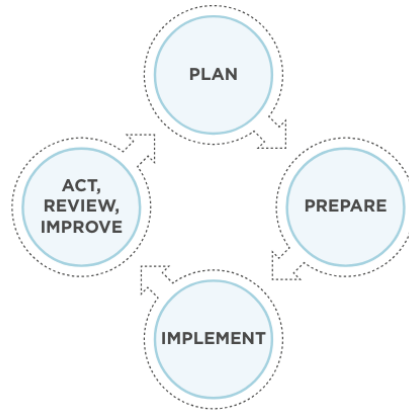 PLAN
PREPARE
IMPLEMENT
ACT,
REVIEW,
IMPROVE